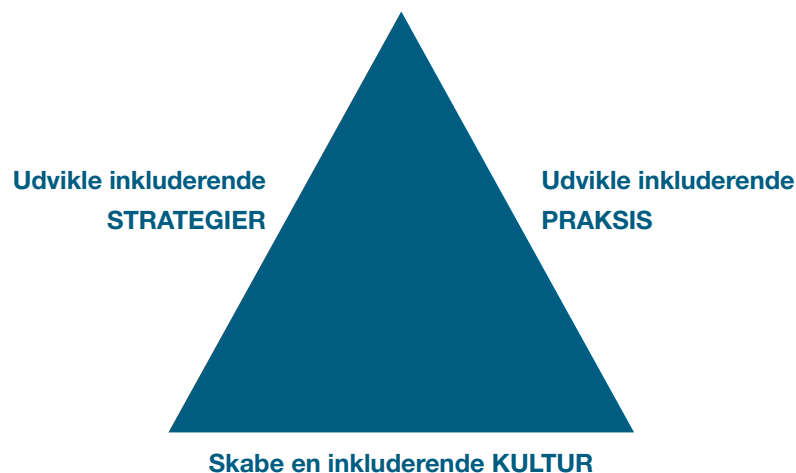 Udvikle inkluderende
STRATEGIER
Udvikle inkluderende
PRAKSIS
Skabe en inkluderende KULTUR